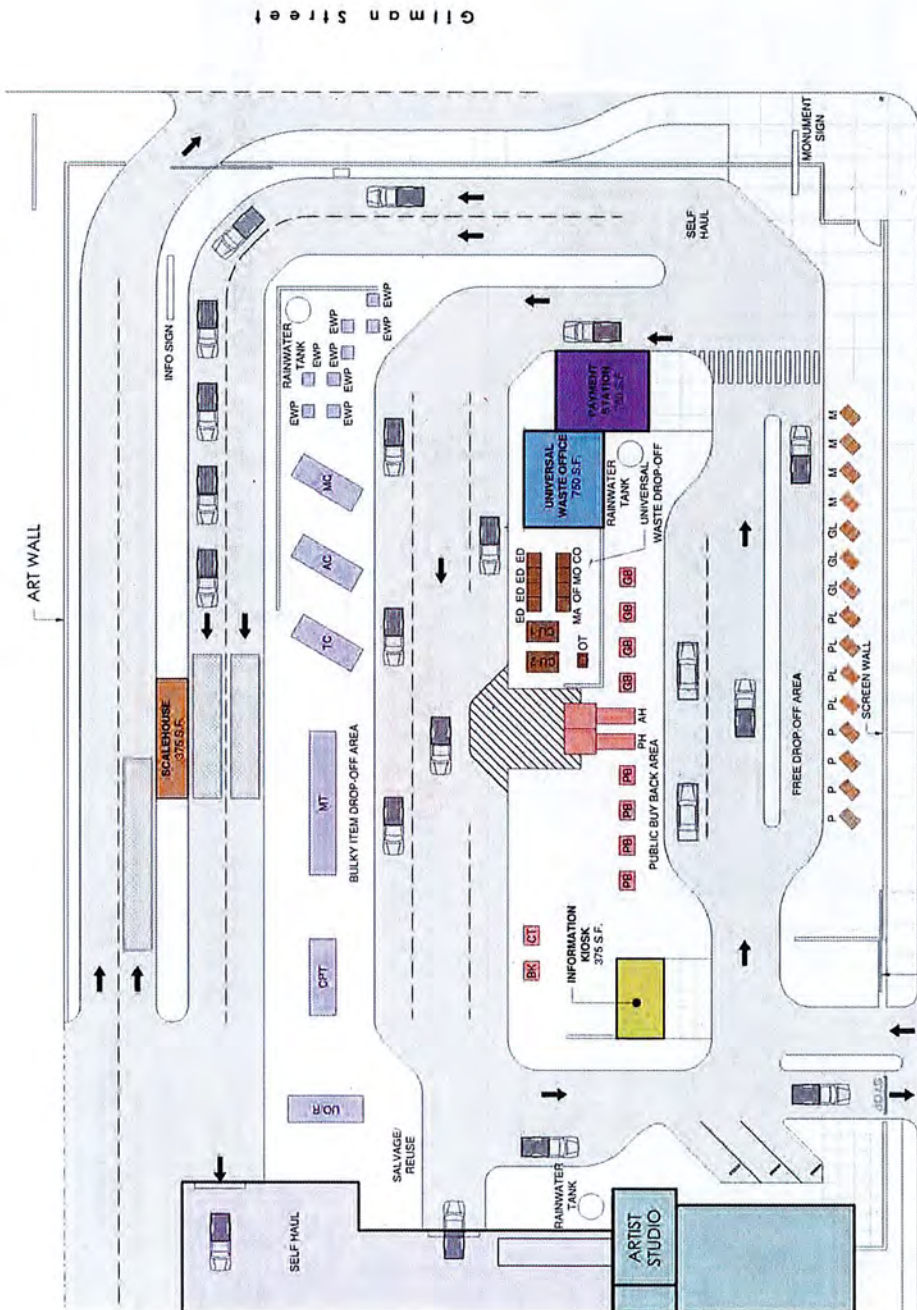 Gilman Street
ART WALL
INFO SIGN
MONUMENT
SIGN
SELF
HAUL
RAINWATER
TANK
EWP
EWP
EWP
EWP
EWP
EWP
EWP
EWP
MC
AC
TC
MT
CPT
UO/R
BULKY ITEM DROP-OFF AREA
SCALEHOUSE
375 S.F.
PAYMENT
STATION
750 S.F.
UNIVERSAL
WASTE OFFICE
750 S.F.
RAINWATER
TANK
UNIVERSAL
WASTE DROP-OFF
ED ED ED ED
MA OF MO CO
OT
GB
GB
GB
GB
PH AH
PB
PB
PB
PB
PUBLIC BUY BACK AREA
BK
CT
INFORMATION
KIOSK
375 S.F.
FREE DROP-OFF AREA
P
P
P
P
PL
PL
PL
PL
GL
GL
GL
M
M
M
M
SCREEN WALL
SALVAGE/
REUSE
SELF HAUL
RAINWATER
TANK
ARTIST
STUDIO
STOP